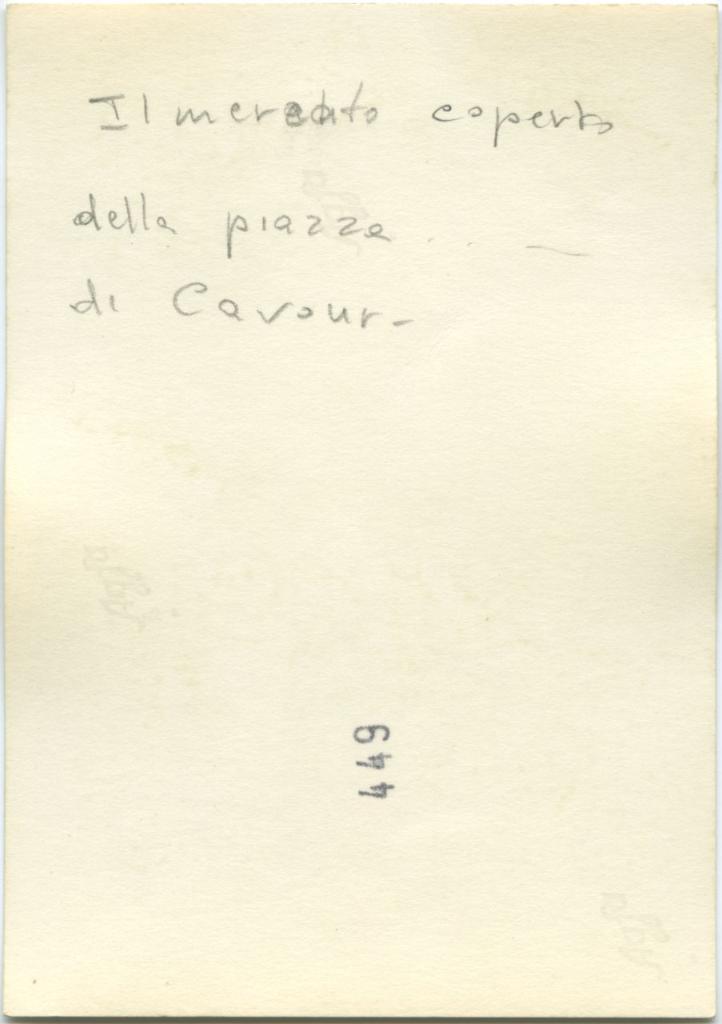 Il mercato coperto
della piazza
di Cavour-
449